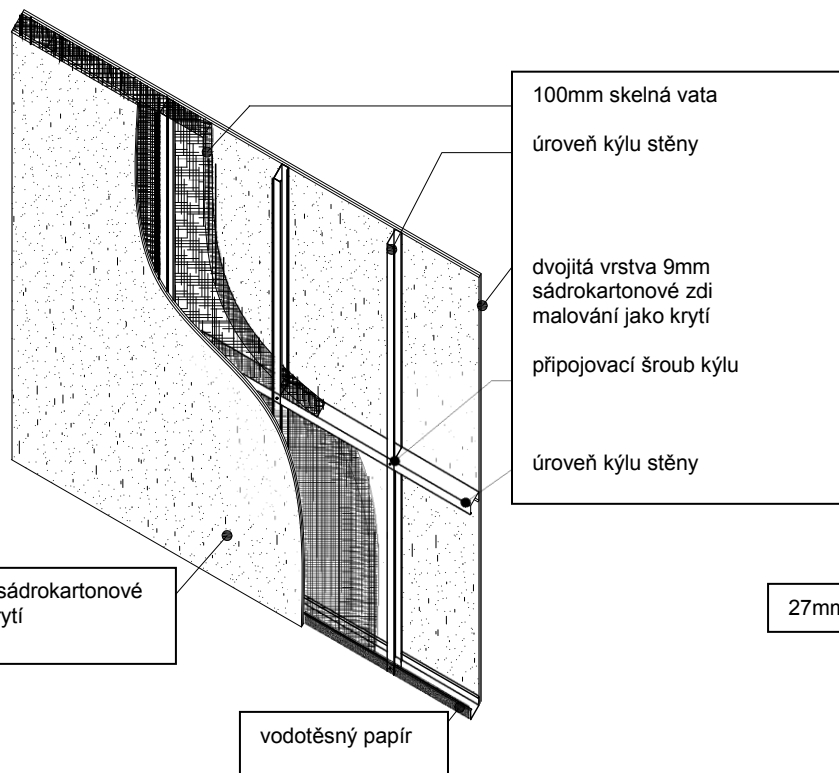 100mm skelná vata
úroveň kýlu stěny
dvojitá vrstva 9mm
sádrokartonové zdi
malování jako krytí
připojovací šroub kýlu
úroveň kýlu stěny
sádrokartonové
rytí
27mm
vodotěsný papír